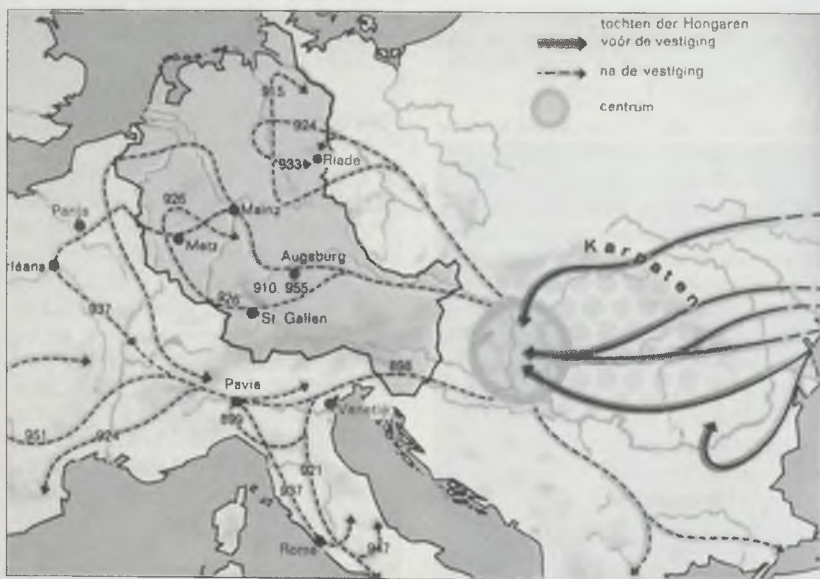 tochten der Hongaren
vóór de vestiging
na de vestiging
centrum
915
924
933
Riade
926
Mainz
Parijs
Metz
Augsburg
rléans
910. 955
926
St. Gallen
Karpaten
937
898
Pavia
Venetië
899
951
924
921
937
Rome
947